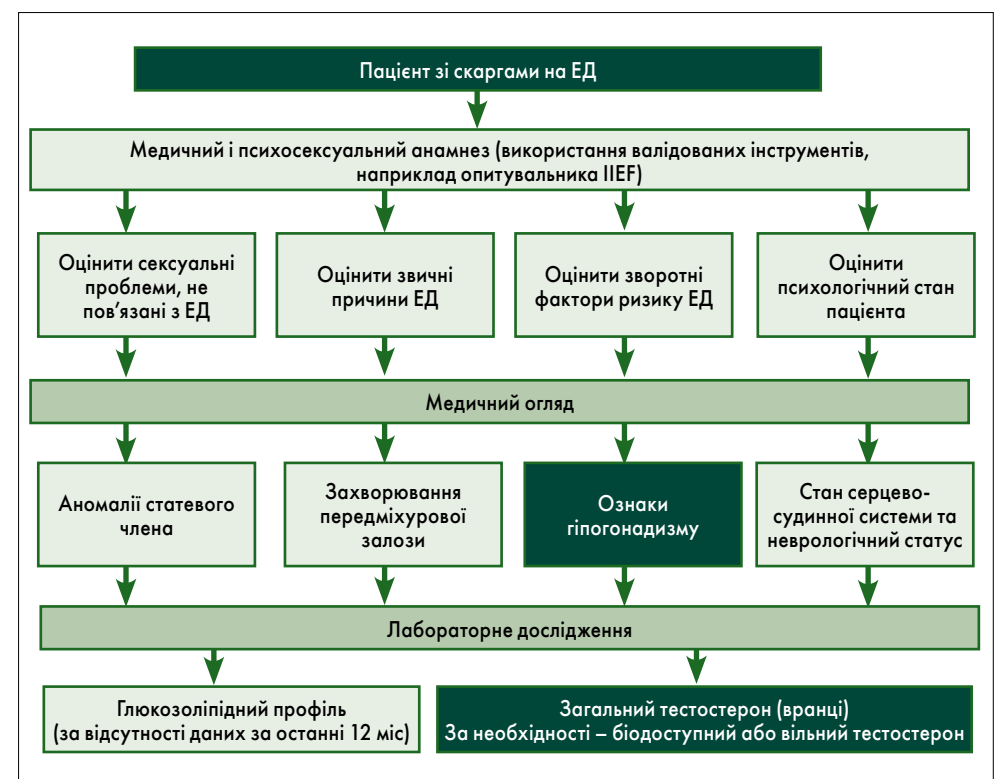 Пацієнт зі скаргами на ЕД
Медичний і психосексуальний анамнез (використання валідованих інструментів,
наприклад опитувальника IIEF)
Оцінити сексуальні
проблеми, не
пов’язані з ЕД
Оцінити звичні
причини ЕД
Оцінити зворотні
фактори ризику ЕД
Оцінити
психологічний стан
пацієнта
Медичний огляд
Аномалії статевого
члена
Захворювання
передміхурової
залози
Ознаки
гіпогонадизму
Стан серцево-
судинної системи та
неврологічний статус
Лабораторне дослідження
Глюкозоліпідний профіль
(за відсутності даних за останні 12 міс)
Загальний тестостерон (вранці)
За необхідності – біодоступний або вільний тестостерон